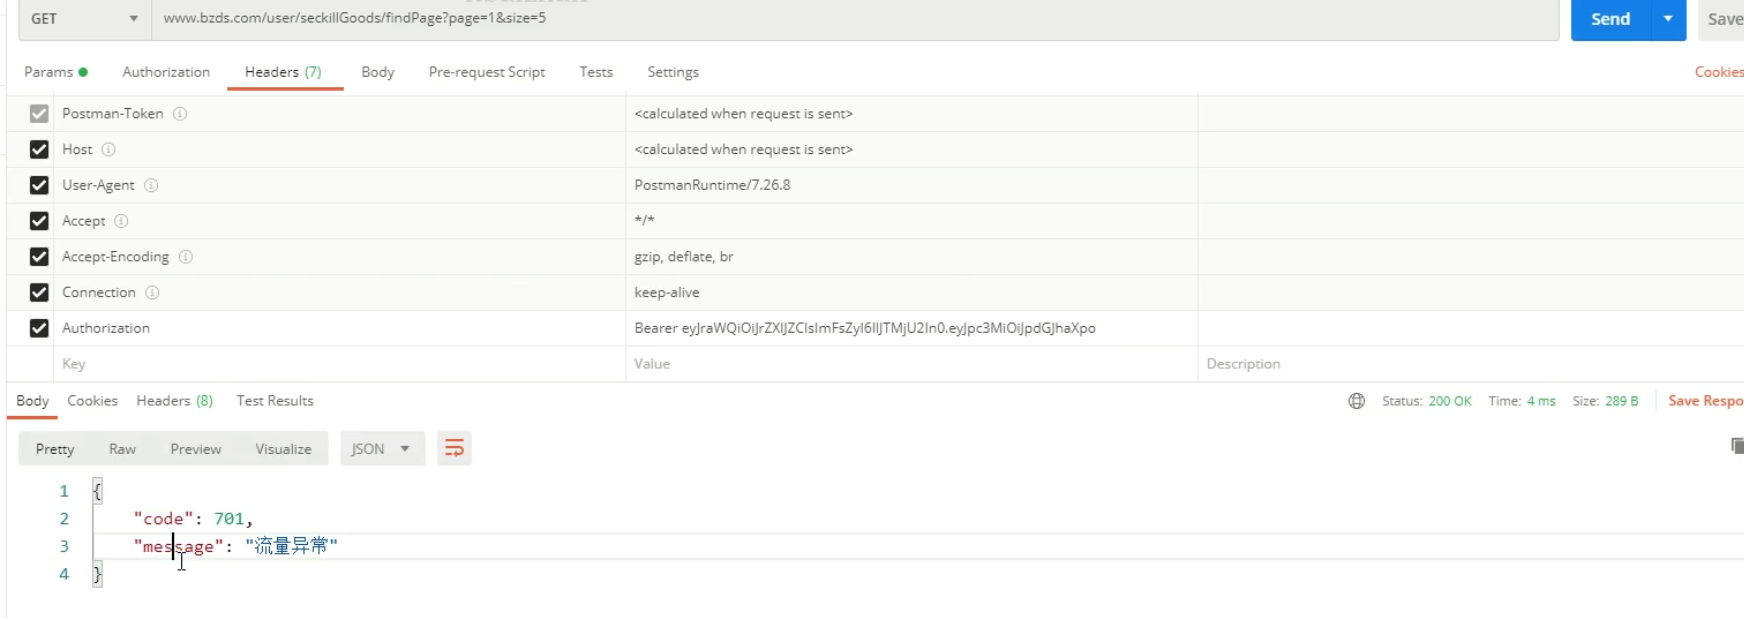 GET www.bzds.com/user/seckillGoods/findPage?page=1&size=5 Send Save
Params Authorization Headers (7) Body Pre-request Script Tests Settings Cookies
Postman-Token <calculated when request is sent>
Host <calculated when request is sent>
User-Agent PostmanRuntime/7.26.8
Accept */*
Accept-Encoding gzip, deflate, br
Connection keep-alive
Authorization Bearer eyJraWQiOiJrZXlJZCIsImFsZyI6IlJTMjU2In0.eyJpc3MiOiJpdGJhaXpo
Key Value Description
Body Cookies Headers (8) Test Results Status: 200 OK Time: 4 ms Size: 289 B Save Respo
Pretty Raw Preview Visualize JSON
1 {
2 "code": 701,
3 "message": "流量异常"
4 }